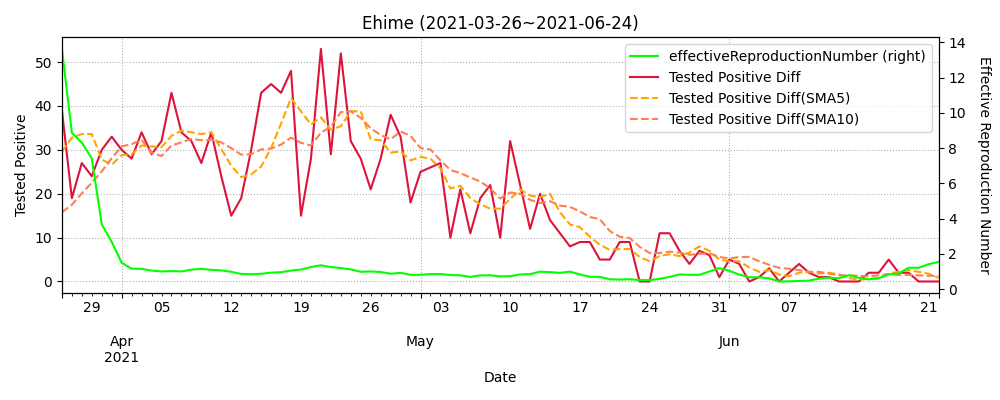 Ehime (2021-03-26~2021-06-24)
effectiveReproductionNumber (right)
Tested Positive Diff
Tested Positive Diff(SMA5)
Tested Positive Diff(SMA10)
Tested Positive
50
40
30
20
10
0
Effective Reproduction Number
14
12
10
8
6
4
2
0
29 05 12 19 26 03 10 17 24 31 07 14 21
Apr May Jun
2021
Date